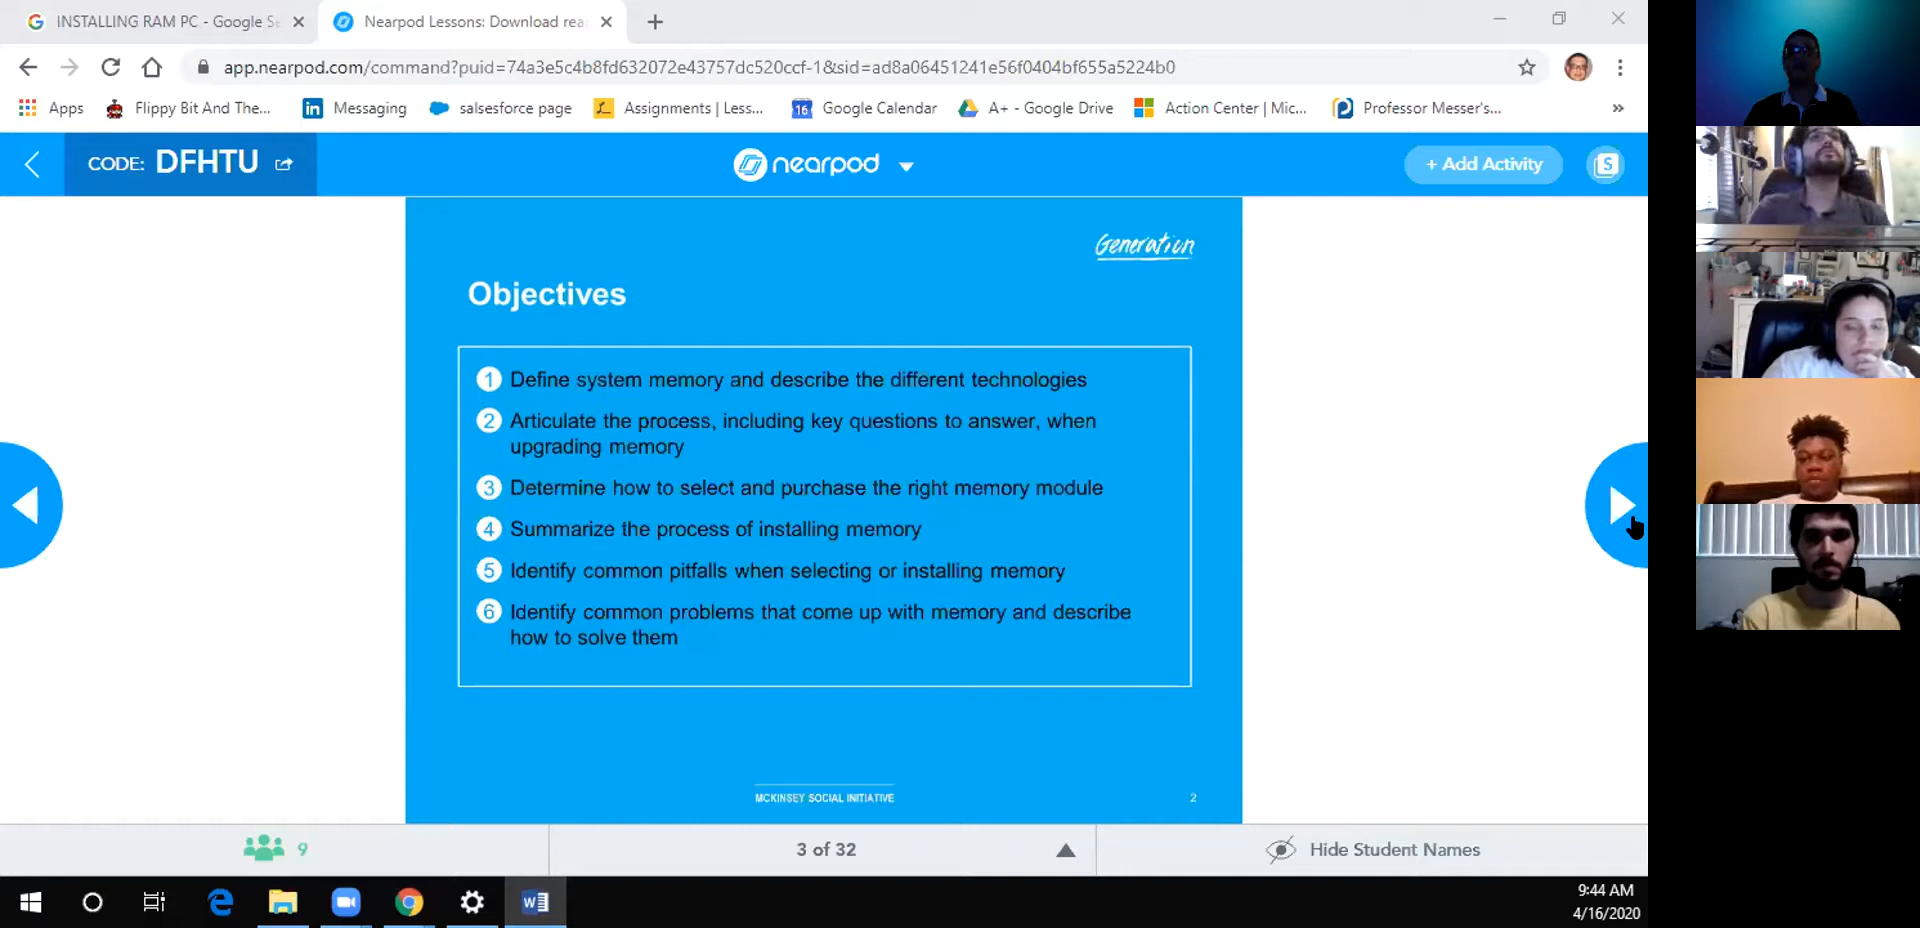 INSTALLING RAM PC - Google Se
Nearpod Lessons: Download rea
app.nearpod.com/command?puid=74a3e5c4b8fd632072e43757dc520ccf-1&sid=ad8a06451241e56f0404bf655a5224b0
Apps Flippy Bit And The... Messaging salsesforce page Assignments | Less... Google Calendar A+ - Google Drive Action Center | Mic... Professor Messer's... »
CODE: DFHTU
nearpod
+ Add Activity
S
Generation
Objectives
1 Define system memory and describe the different technologies
2 Articulate the process, including key questions to answer, when
upgrading memory
3 Determine how to select and purchase the right memory module
4 Summarize the process of installing memory
5 Identify common pitfalls when selecting or installing memory
6 Identify common problems that come up with memory and describe
how to solve them
MCKINSEY SOCIAL INITIATIVE
2
9
3 of 32
Hide Student Names
9:44 AM
4/16/2020